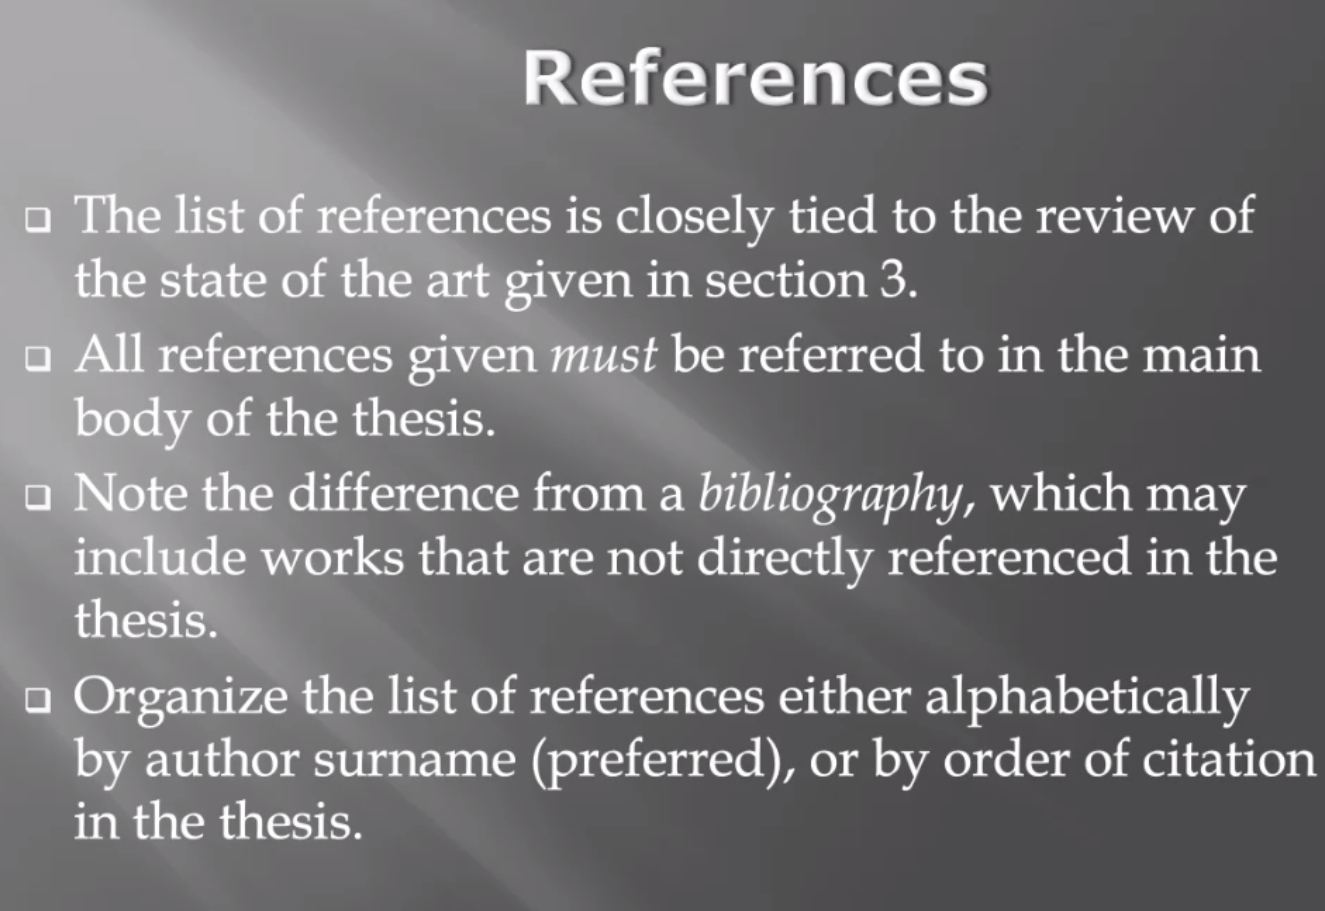 References
❑ The list of references is closely tied to the review of
the state of the art given in section 3.
❑ All references given must be referred to in the main
body of the thesis.
❑ Note the difference from a bibliography, which may
include works that are not directly referenced in the
thesis.
❑ Organize the list of references either alphabetically
by author surname (preferred), or by order of citation
in the thesis.